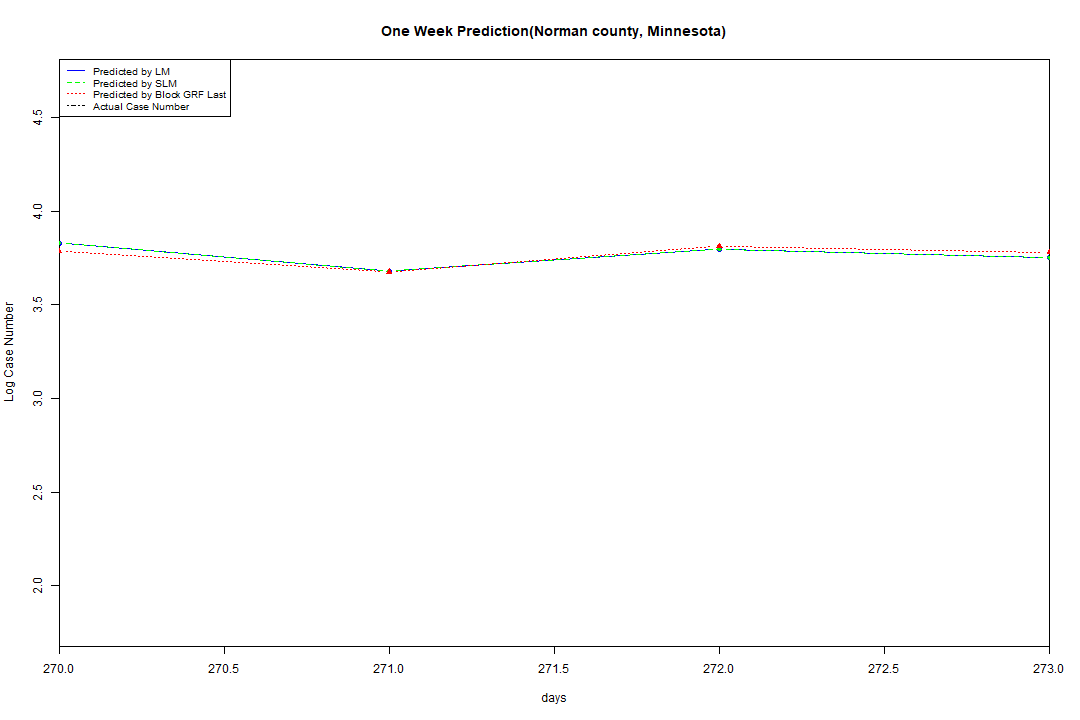 One Week Prediction(Norman county, Minnesota)
Predicted by LM
Predicted by SLM
Predicted by Block GRF Last
Actual Case Number
4.5
4.0
3.5
3.0
2.5
2.0
Log Case Number
270.0 270.5 271.0 271.5 272.0 272.5 273.0
days